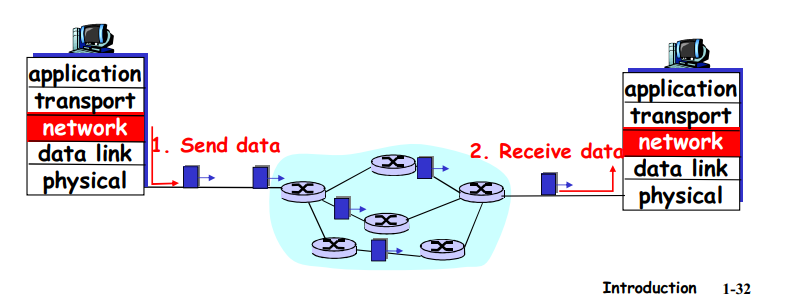 application
transport
network
data link
physical
1. Send data
2. Receive data
application
transport
network
data link
physical
Introduction 1-32